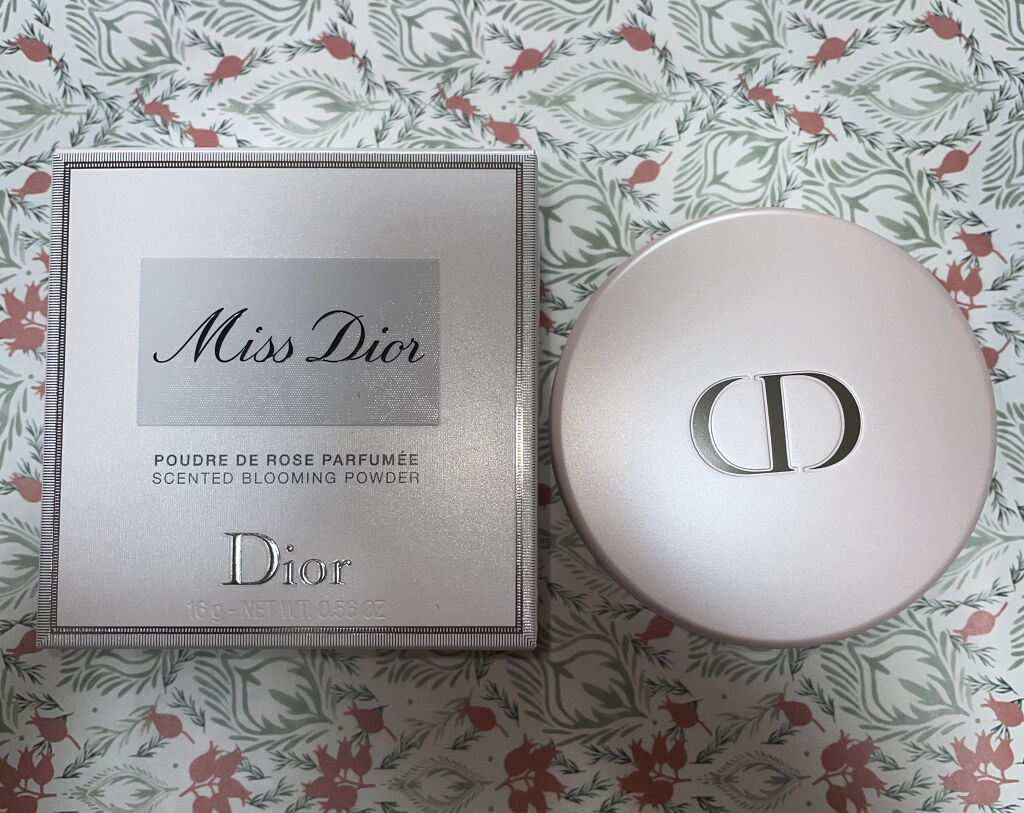 Miss Dior
POUDRE DE ROSE PARFUMÉE
SCENTED BLOOMING POWDER
Dior
16 g - NET WT. 0.56 OZ
CD